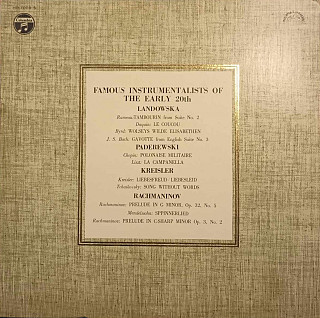 Columbia
FAMOUS INSTRUMENTALISTS OF
THE EARLY 20th
LANDOWSKA
Rameau:TAMBOURIN from Suite No. 2
Daquin: LE COUCOU
Byrd: WOLSEYS WILDE ELISABETHEN
J. S. Bach: GAVOTTE from English Suite No. 3
PADEREWSKI
Chopin: POLONAISE MILITAIRE
Liszt: LA CAMPANELLA
KREISLER
Kreisler: LIEBESFREUD / LIEBESLEID
Tchaikovsky: SONG WITHOUT WORDS
RACHMANINOV
Rachmaninov: PRELUDE IN G MINOR, Op. 32, No. 5
Mendelssohn: SPPINNERLIED
Rachmaninov: PRELUDE IN C-SHARP MINOR Op. 3, No. 2